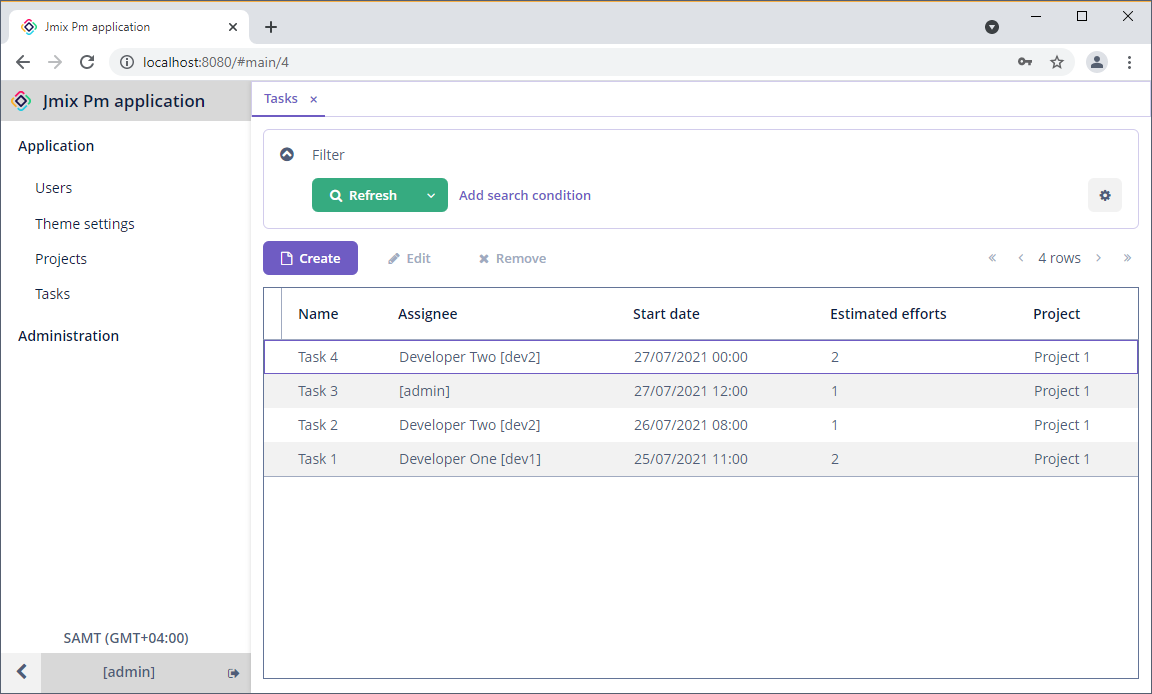 Jmix Pm application
localhost:8080/#main/4
Jmix Pm application
Application
Users
Theme settings
Projects
Tasks
Administration
SAMT (GMT+04:00)
[admin]
Tasks
Filter
Refresh Add search condition
Create Edit Remove 4 rows
Name Assignee Start date Estimated efforts Project
Task 4 Developer Two [dev2] 27/07/2021 00:00 2 Project 1
Task 3 [admin] 27/07/2021 12:00 1 Project 1
Task 2 Developer Two [dev2] 26/07/2021 08:00 1 Project 1
Task 1 Developer One [dev1] 25/07/2021 11:00 2 Project 1